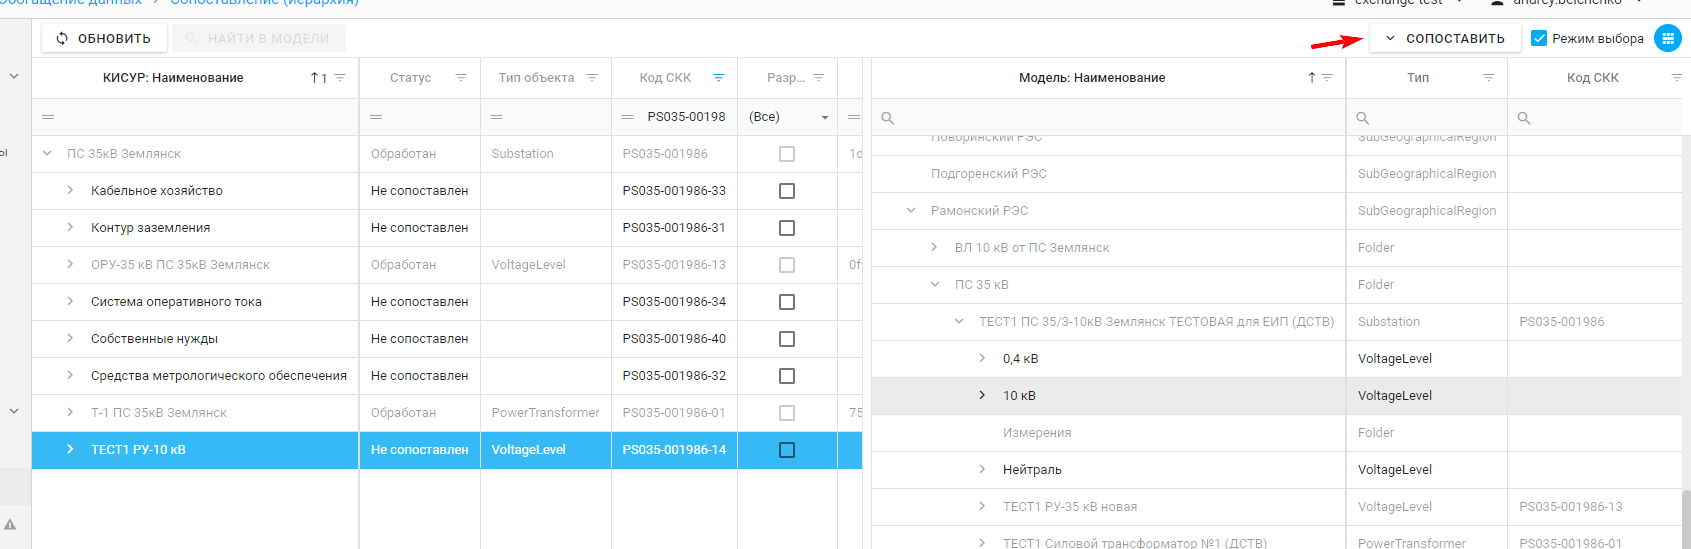 Обогащение данных > Сопоставление (иерархия) exchange test andrey.belchenko
ОБНОВИТЬ НАЙТИ В МОДЕЛИ СОПОСТАВИТЬ Режим выбора
КИСУР: Наименование 1 Статус Тип объекта Код СКК Разр... Модель: Наименование Тип Код СКК
PS035-00198 (Все)
Поворинский РЭС SubGeographicalRegion
ы ПС 35кВ Землянск Обработан Substation PS035-001986 1d
Подгоренский РЭС SubGeographicalRegion
Кабельное хозяйство Не сопоставлен PS035-001986-33
Рамонский РЭС SubGeographicalRegion
Контур заземления Не сопоставлен PS035-001986-31
ВЛ 10 кВ от ПС Землянск Folder
ОРУ-35 кВ ПС 35кВ Землянск Обработан VoltageLevel PS035-001986-13 0f
ПС 35 кВ Folder
Система оперативного тока Не сопоставлен PS035-001986-34
ТЕСТ1 ПС 35/3-10кВ Землянск ТЕСТОВАЯ для ЕИП (ДСТВ) Substation PS035-001986
Собственные нужды Не сопоставлен PS035-001986-40
0,4 кВ VoltageLevel
Средства метрологического обеспечения Не сопоставлен PS035-001986-32
10 кВ VoltageLevel
Т-1 ПС 35кВ Землянск Обработан PowerTransformer PS035-001986-01 75
Измерения Folder
ТЕСТ1 РУ-10 кВ Не сопоставлен VoltageLevel PS035-001986-14
Нейтраль VoltageLevel
ТЕСТ1 РУ-35 кВ новая VoltageLevel PS035-001986-13
ТЕСТ1 Силовой трансформатор №1 (ДСТВ) PowerTransformer PS035-001986-01